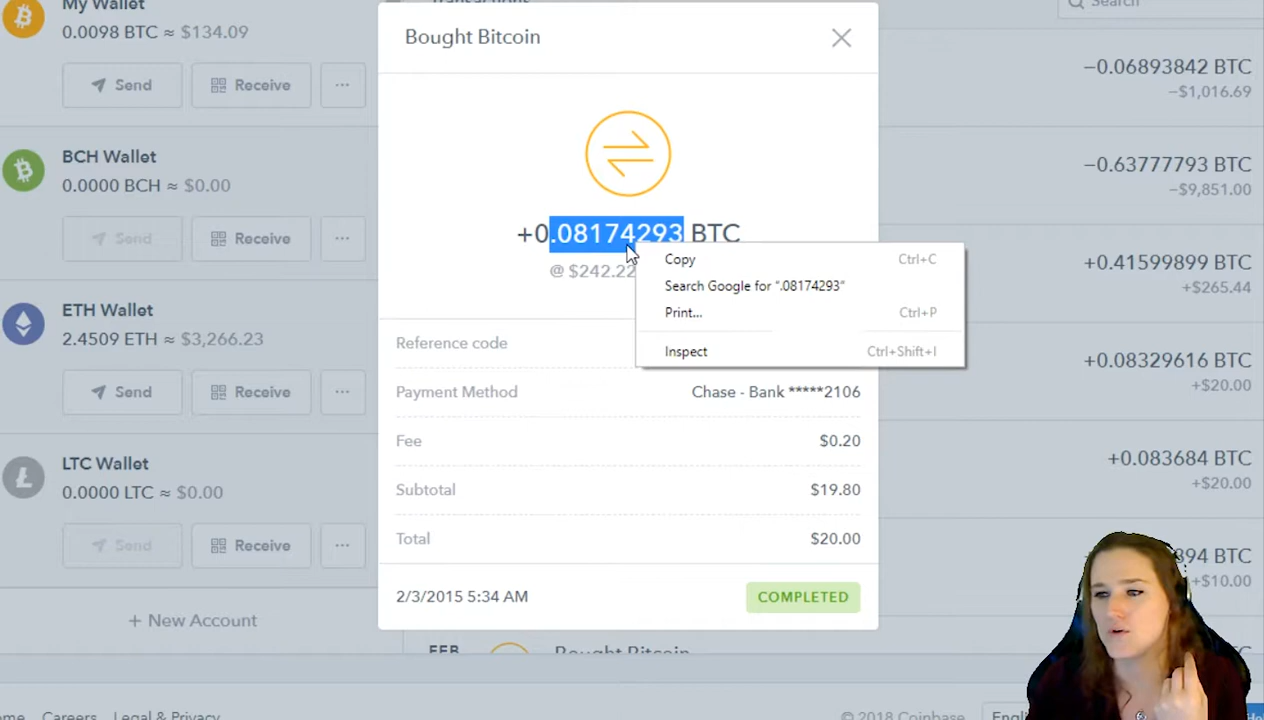 My Wallet
0.0098 BTC ≈ $134.09
Send
Receive
BCH Wallet
0.0000 BCH ≈ $0.00
Send
Receive
ETH Wallet
2.4509 ETH ≈ $3,266.23
Send
Receive
LTC Wallet
0.0000 LTC ≈ $0.00
Send
Receive
+ New Account
Careers
Legal & Privacy
Bought Bitcoin
+0.08174293 BTC
@ $242.22
Copy Ctrl+C
Search Google for ".08174293"
Print... Ctrl+P
Inspect Ctrl+Shift+I
Reference code
Payment Method Chase - Bank *****2106
Fee $0.20
Subtotal $19.80
Total $20.00
2/3/2015 5:34 AM COMPLETED
Transactions
Search
−0.06893842 BTC
−$1,016.69
−0.63777793 BTC
−$9,851.00
+0.41599899 BTC
+$265.44
+0.08329616 BTC
+$20.00
+0.083684 BTC
+$20.00
894 BTC
+$10.00
FEB
Bought Bitcoin
© 2018 Coinbase